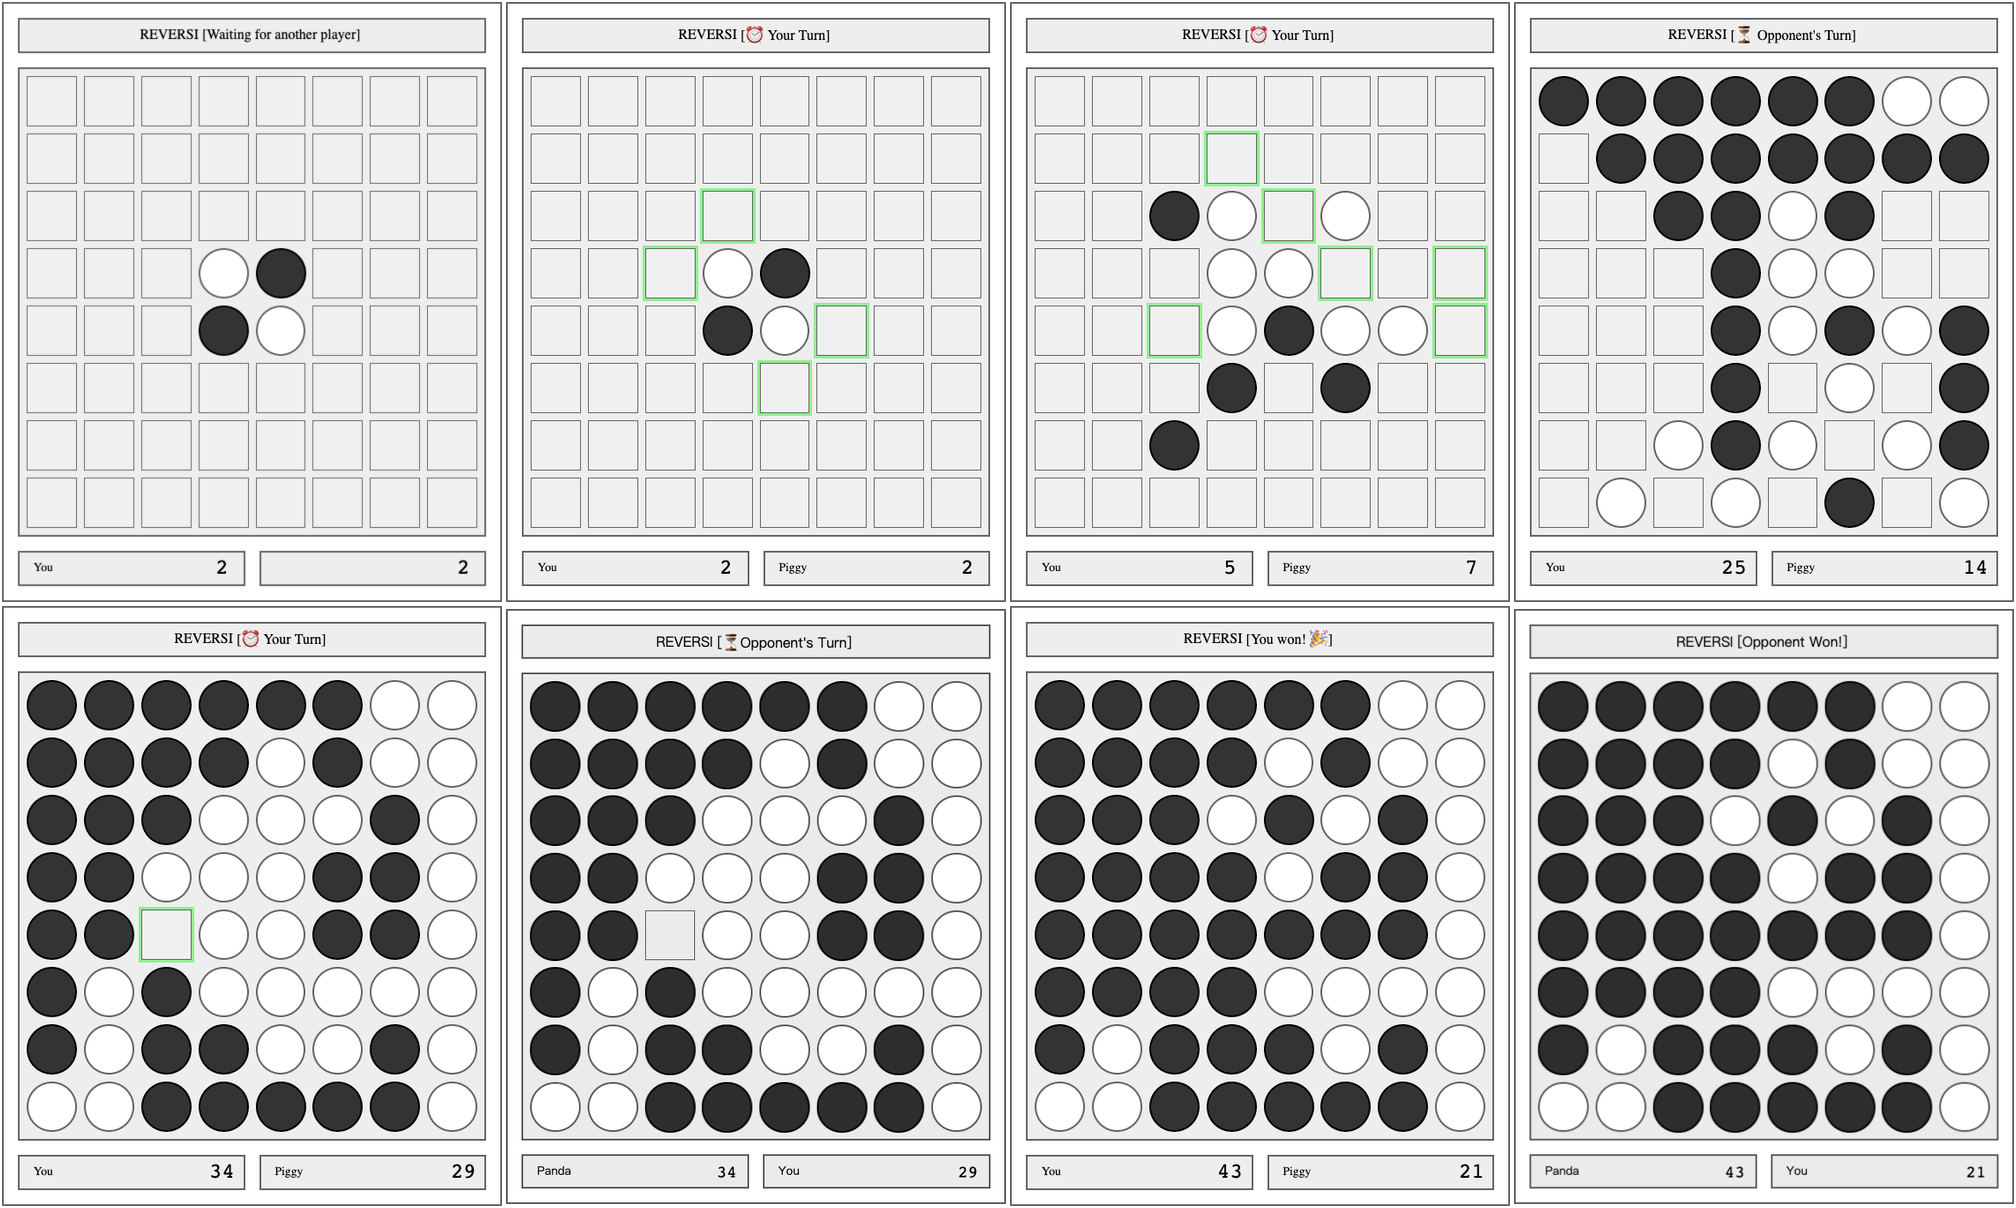 REVERSI [Waiting for another player]
You 2
2
REVERSI [⏰ Your Turn]
You 2
Piggy 2
REVERSI [⏰ Your Turn]
You 5
Piggy 7
REVERSI [⏳ Opponent's Turn]
You 25
Piggy 14
REVERSI [⏰ Your Turn]
You 34
Piggy 29
REVERSI [⏳Opponent's Turn]
Panda 34
You 29
REVERSI [You won! 🎉]
You 43
Piggy 21
REVERSI [Opponent Won!]
Panda 43
You 21